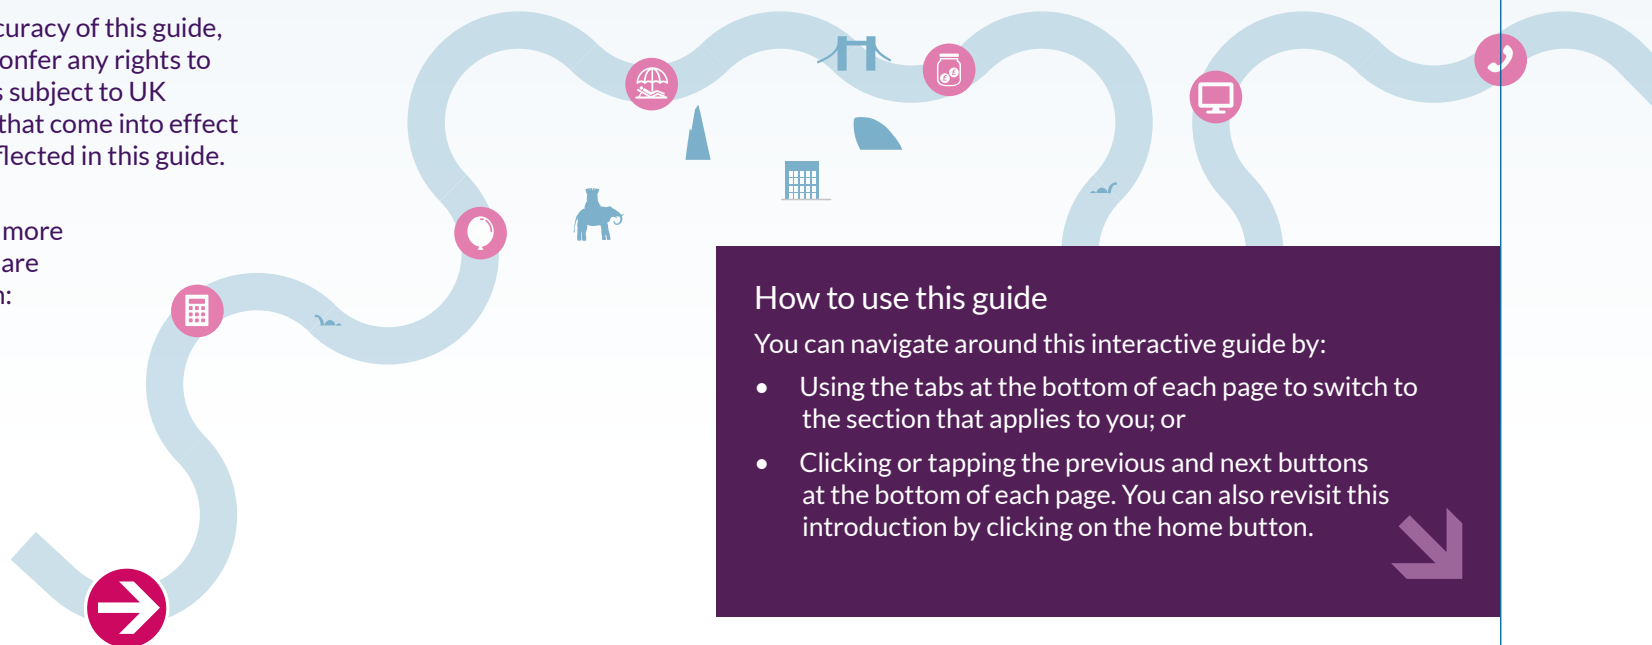 curacy of this guide,
onfer any rights to
s subject to UK
that come into effect
flected in this guide.
more
are
n:
How to use this guide
You can navigate around this interactive guide by:
• Using the tabs at the bottom of each page to switch to
the section that applies to you; or
• Clicking or tapping the previous and next buttons
at the bottom of each page. You can also revisit this
introduction by clicking on the home button.